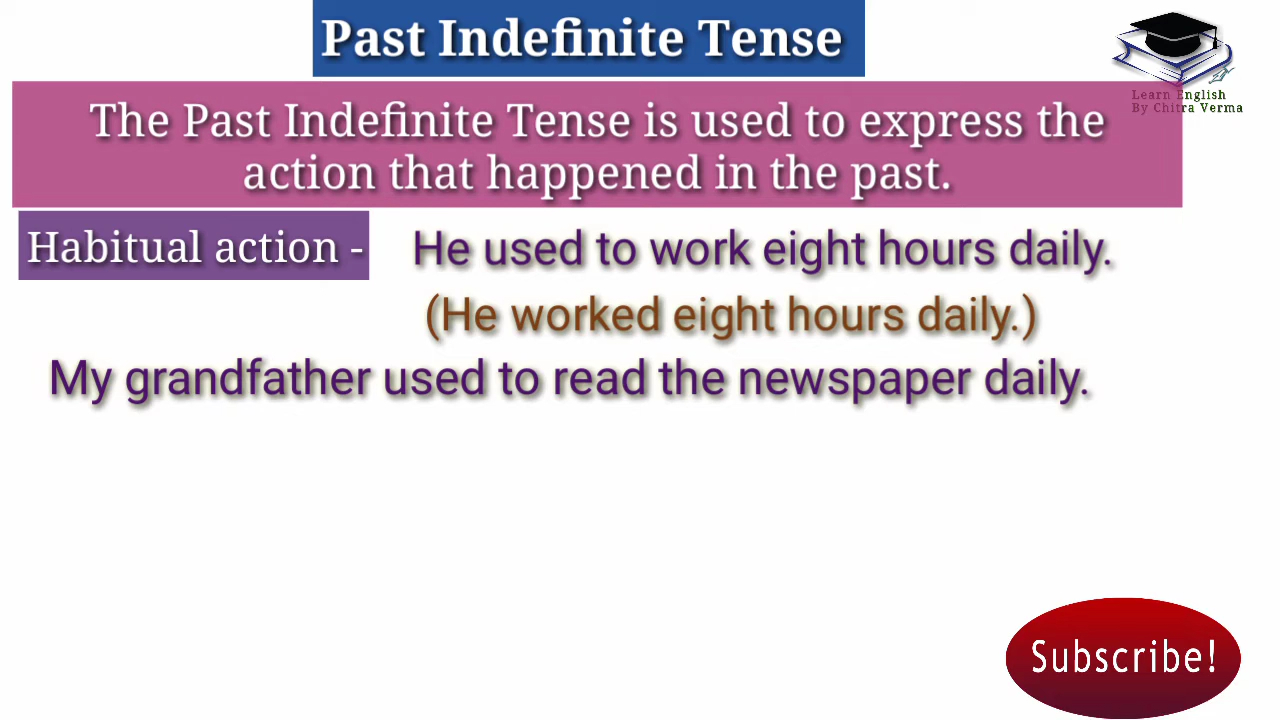 Past Indefinite Tense
Learn English
By Chitra Verma
The Past Indefinite Tense is used to express the
action that happened in the past.
Habitual action - He used to work eight hours daily.
(He worked eight hours daily.)
My grandfather used to read the newspaper daily.
Subscribe!